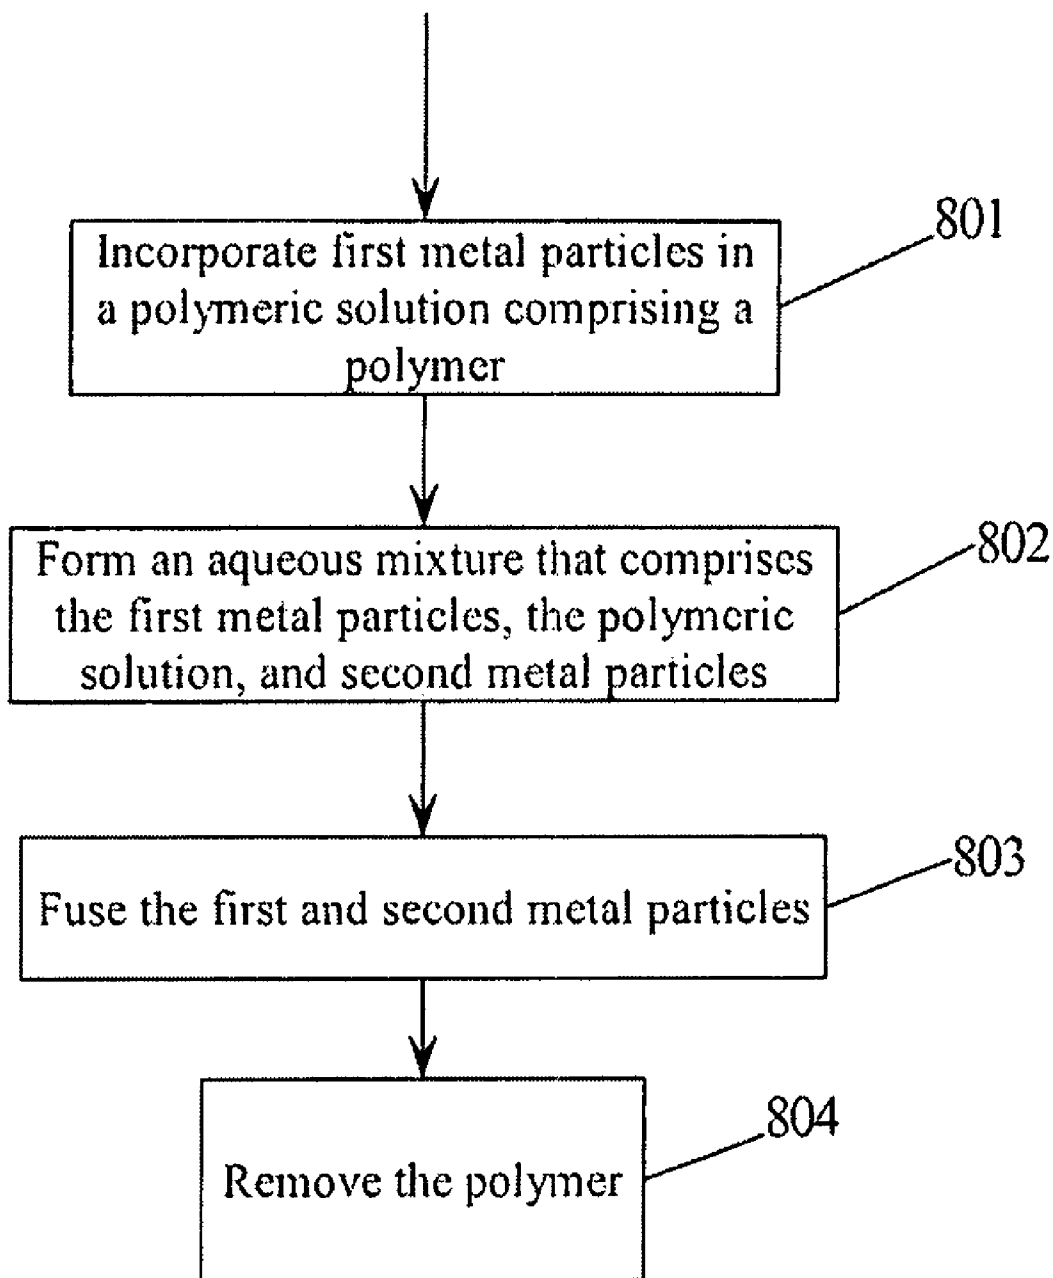 801
Incorporate first metal particles in
a polymeric solution comprising a
polymer
802
Form an aqueous mixture that comprises
the first metal particles, the polymeric
solution, and second metal particles
803
Fuse the first and second metal particles
804
Remove the polymer